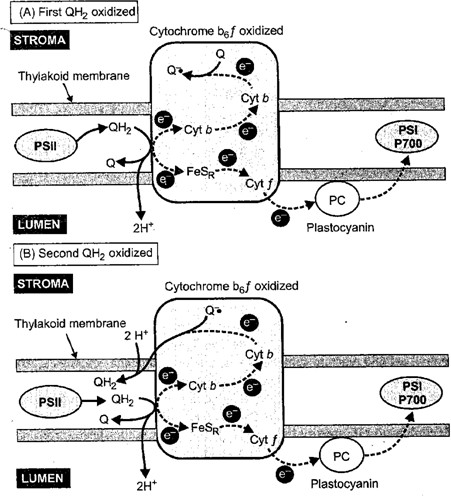 (A) First QH2 oxidized
Cytochrome b6f oxidized
STROMA
Q
Q−•
e−
Thylakoid membrane
Cyt b
e−
e−
QH2
Cyt b
PSII
PSI
P700
Q
e−
FeSR
e−
Cyt f
PC
LUMEN
2H+
e−
Plastocyanin
(B) Second QH2 oxidized
STROMA
Cytochrome b6f oxidized
Q−•
Thylakoid membrane
2 H+
e−
Cyt b
QH2
e−
Cyt b
e−
PSII
QH2
PSI
P700
Q
e−
e−
FeSR
Cyt f
PC
LUMEN
2H+
e−
Plastocyanin